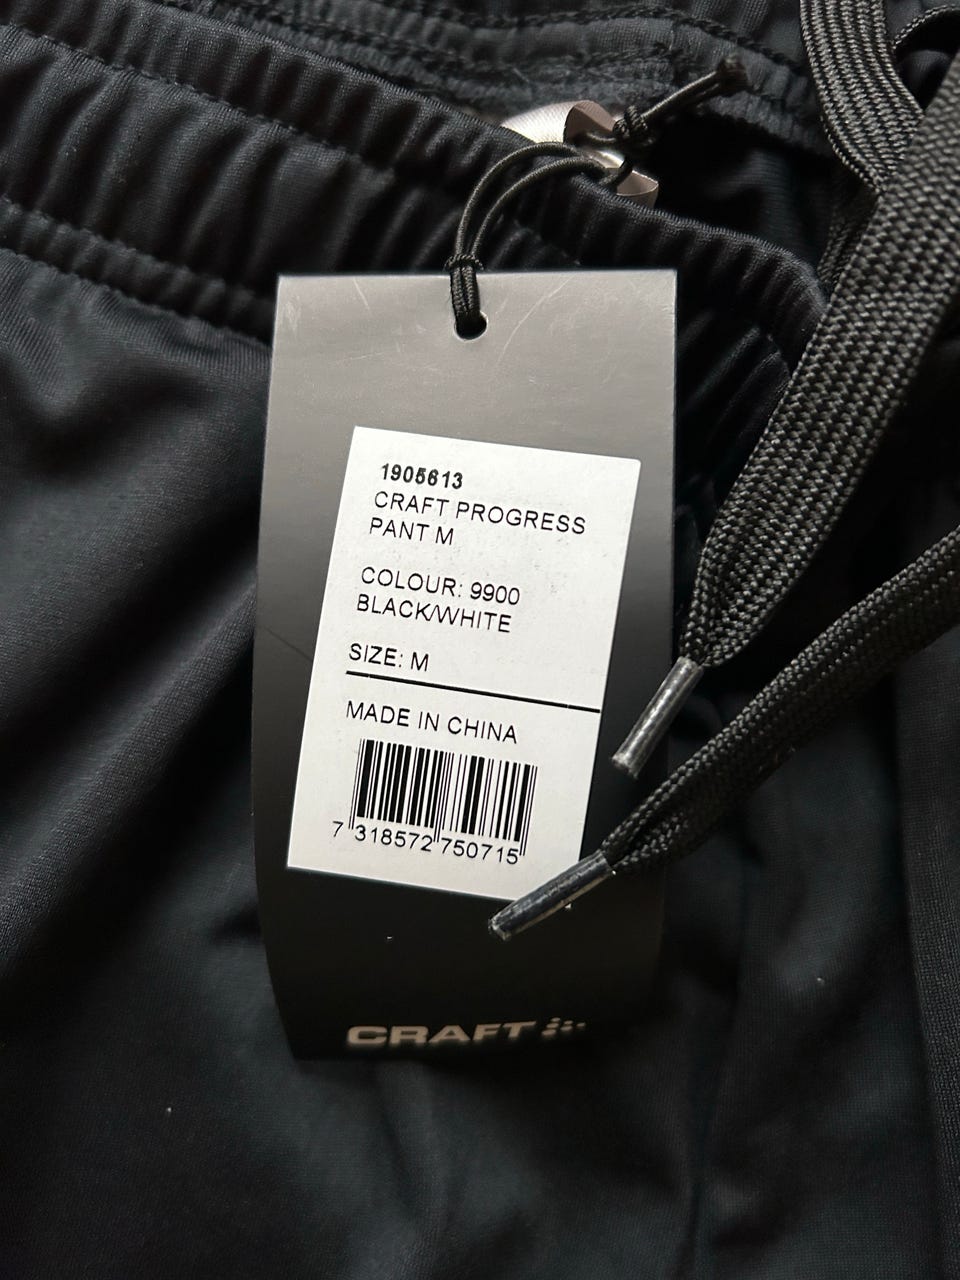 1905613
CRAFT PROGRESS
PANT M
COLOUR: 9900
BLACK/WHITE
SIZE: M
MADE IN CHINA
7 318572 750715
CRAFT